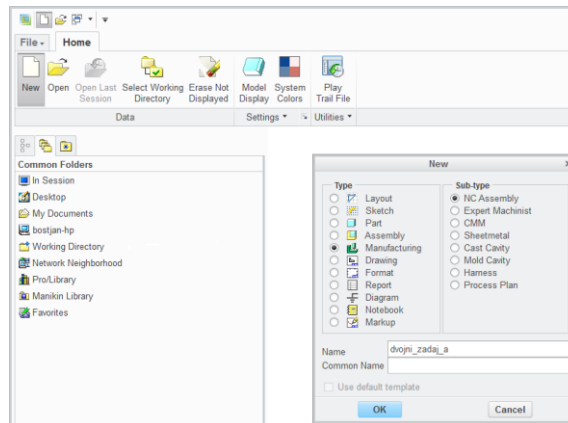 File
Home
New Open Open Last Session Select Working Directory Erase Not Displayed Model Display System Colors Play Trail File
Data Settings Utilities
Common Folders
In Session
Desktop
My Documents
bostjan-hp
Working Directory
Network Neighborhood
Pro/Library
Manikin Library
Favorites
New
Type
Layout
Sketch
Part
Assembly
Manufacturing
Drawing
Format
Report
Diagram
Notebook
Markup
Sub-type
NC Assembly
Expert Machinist
CMM
Sheetmetal
Cast Cavity
Mold Cavity
Harness
Process Plan
Name dvojni_zadaj_a
Common Name
Use default template
OK Cancel